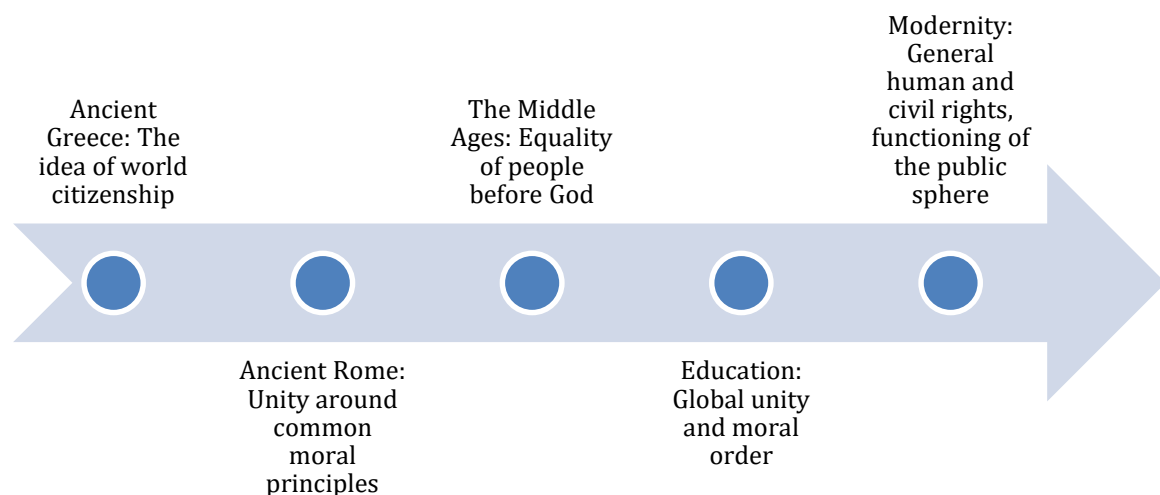 Ancient
Greece: The
idea of world
citizenship
Ancient Rome:
Unity around
common
moral
principles
The Middle
Ages: Equality
of people
before God
Education:
Global unity
and moral
order
Modernity:
General
human and
civil rights,
functioning of
the public
sphere